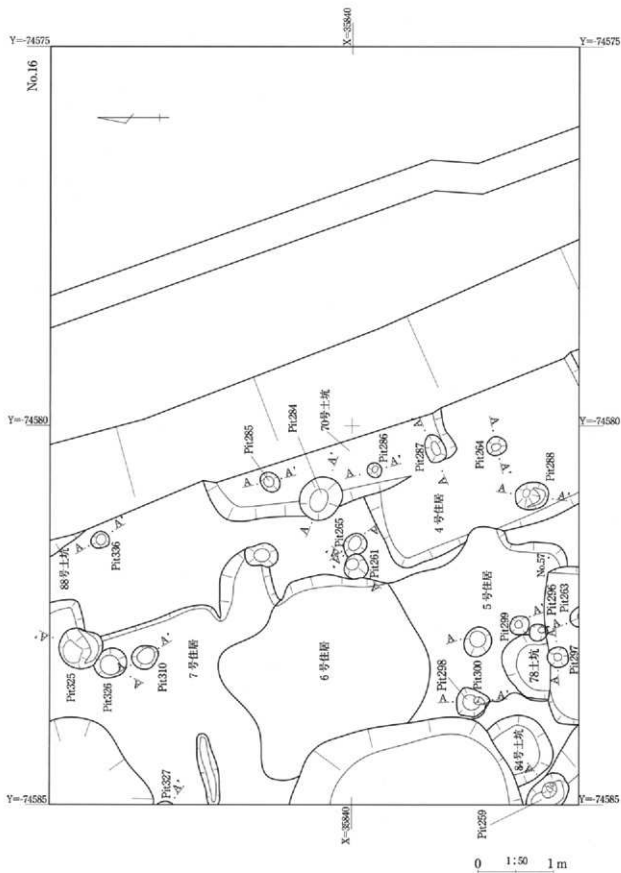 X=35840
Y=-74575
Y=-74575
No.16
Pit285
Pit284
70号土坑
Y=-74580
Y=-74580
A
A'
A
A'
Pit286
A
A'
Pit287
A
A
Pit264
A
A
Pit288
A'
4号住居
Pit265
Pit261
88号土坑
A
A'
Pit336
Pit325
Pit326
Pit310
A
A'
7号住居
6号住居
5号住居
No.57
Pit299
Pit296
Pit263
A
A'
Pit298
Pit300
78土坑
Pit297
A
A'
84号土坑
Pit327
A'
Pit259
Y=-74585
Y=-74585
X=35840
0 1:50 1m